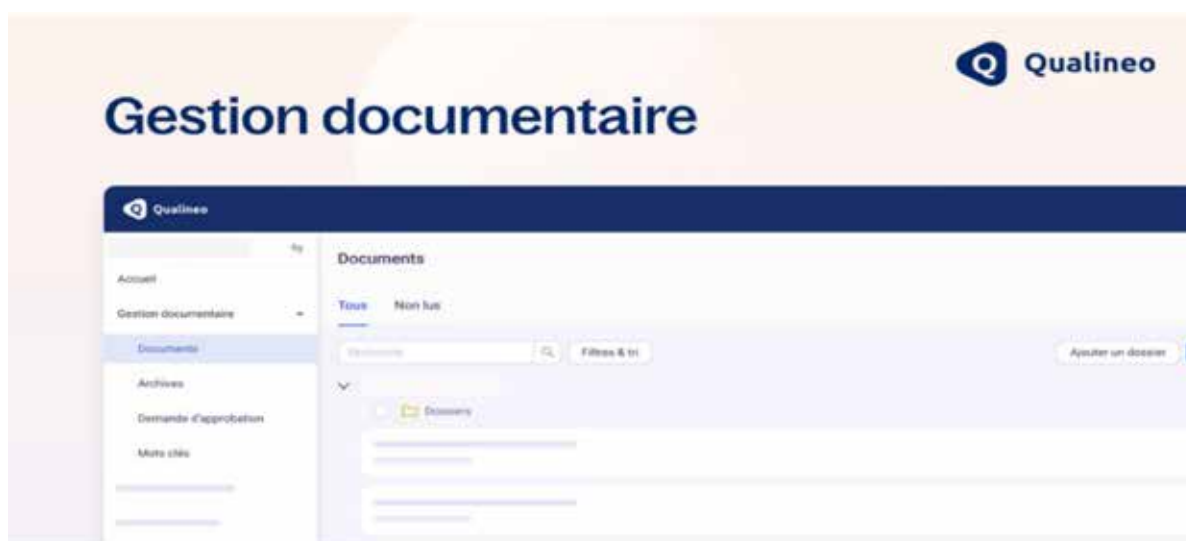 Qualineo
Gestion documentaire
Qualineo
Accueil
Gestion documentaire
Documents
Archives
Demande d'approbation
Mots clés
Documents
Tous Non lus
Recherche Filtres & tri Ajouter un dossier
Dossiers